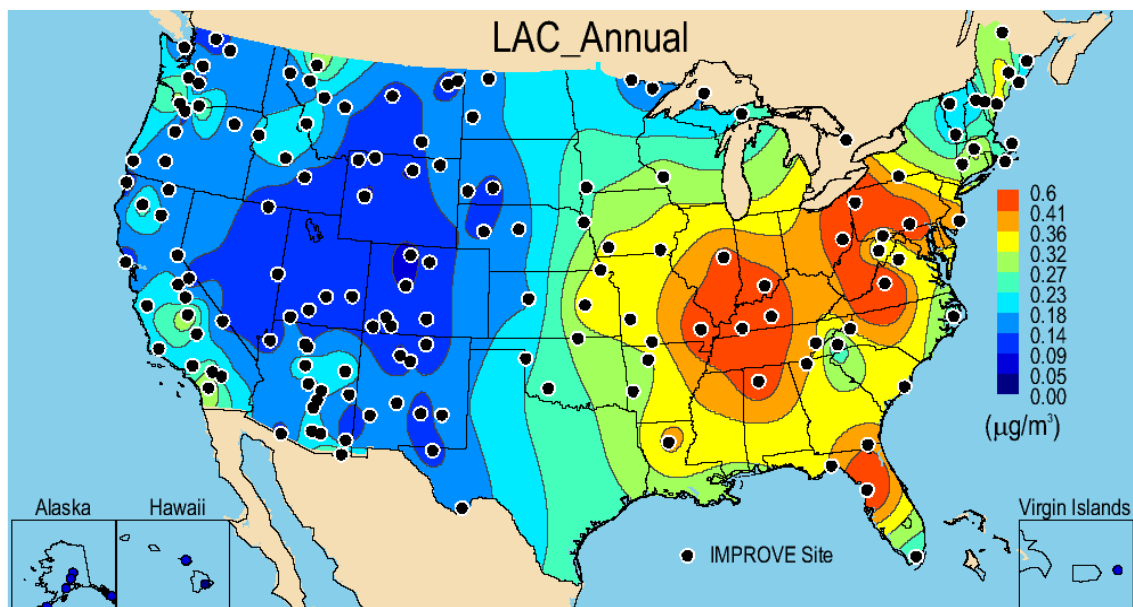 LAC_Annual
0.6
0.41
0.36
0.32
0.27
0.23
0.18
0.14
0.09
0.05
0.00
(μg/m³)
Alaska
Hawaii
Virgin Islands
IMPROVE Site